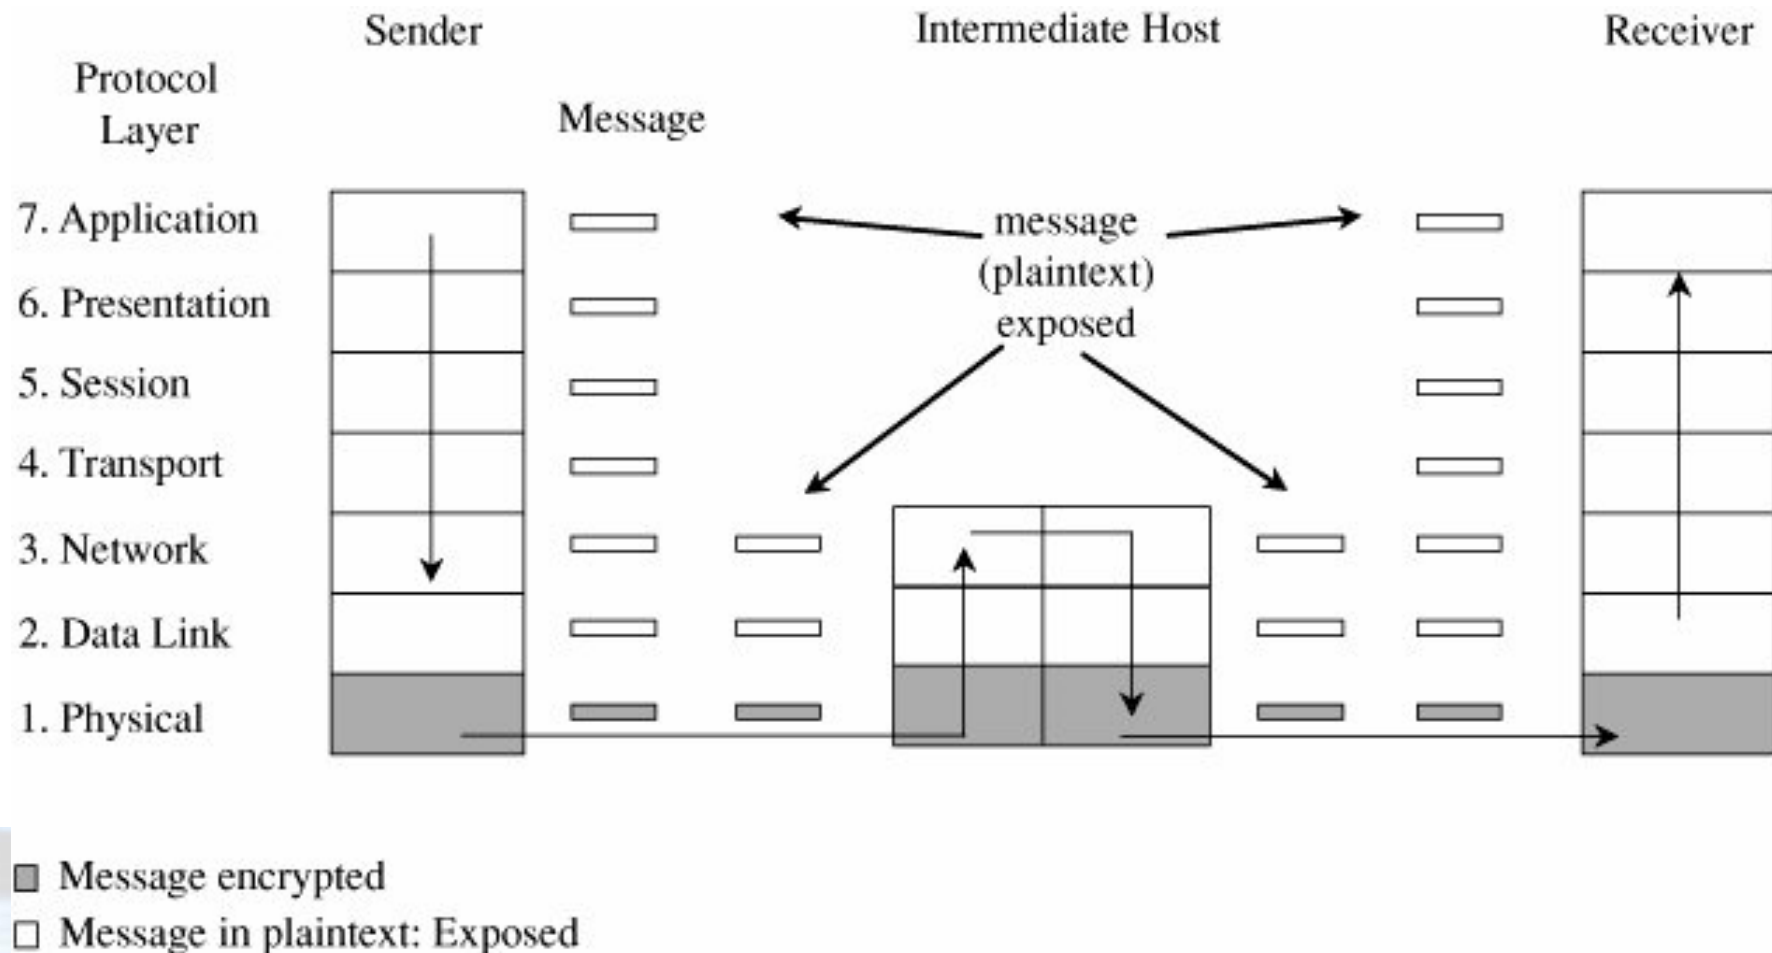 Sender
Intermediate Host
Receiver
Protocol
Layer
Message
7. Application
6. Presentation
5. Session
4. Transport
3. Network
2. Data Link
1. Physical
message
(plaintext)
exposed
Message encrypted
Message in plaintext: Exposed